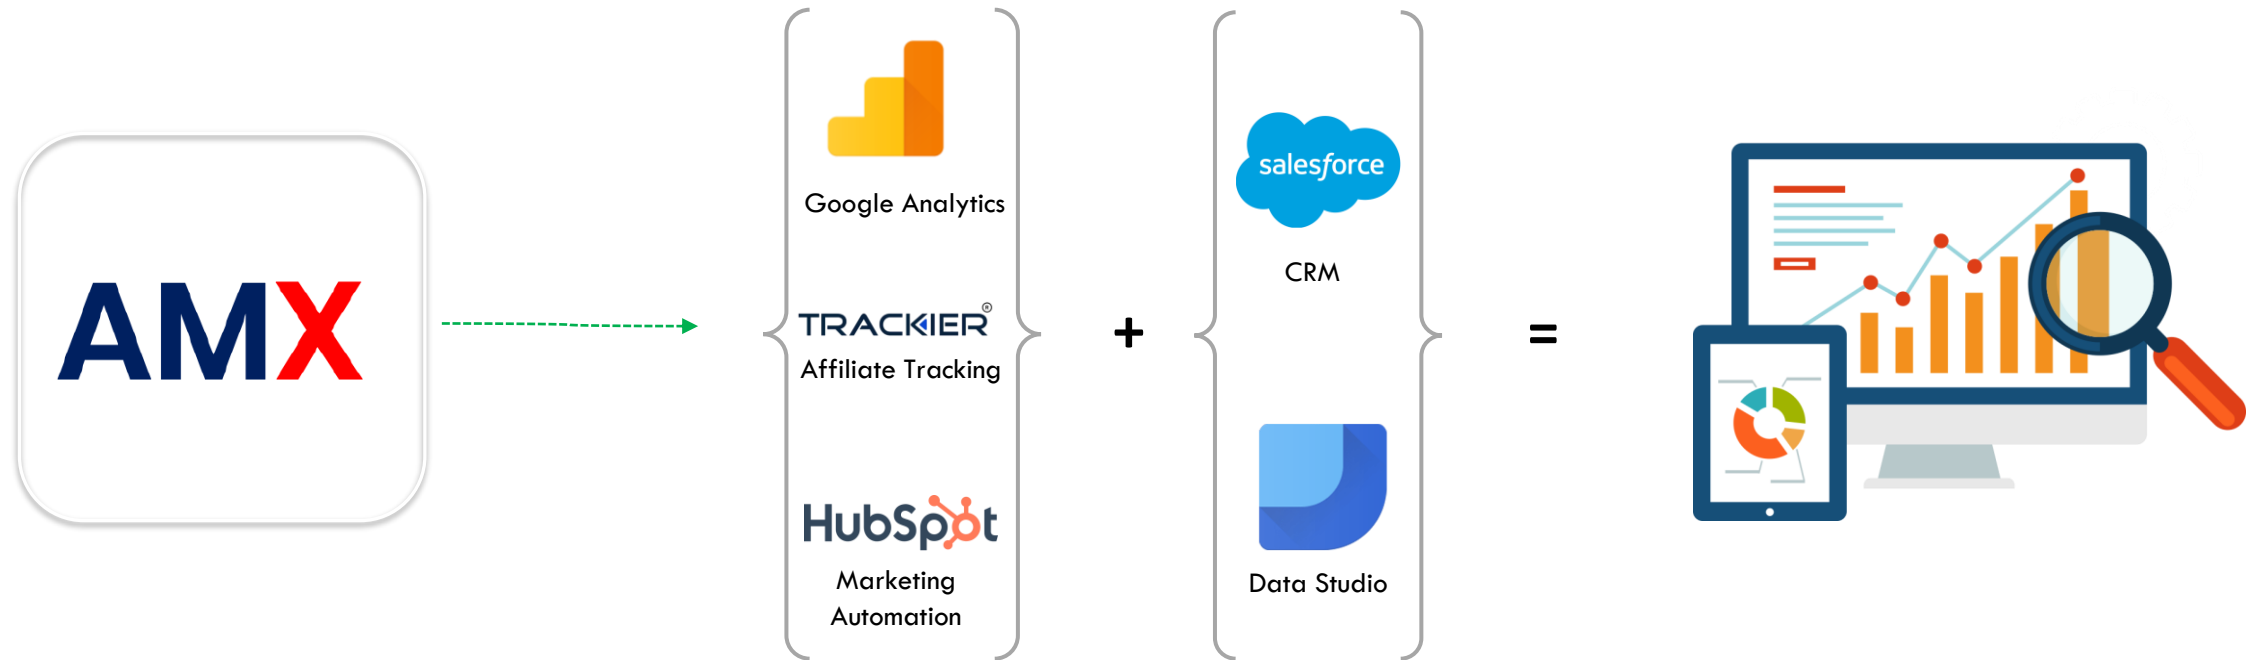 AMX
Google Analytics
TRACKIER®
Affiliate Tracking
HubSpot
Marketing
Automation
+
salesforce
CRM
Data Studio
=